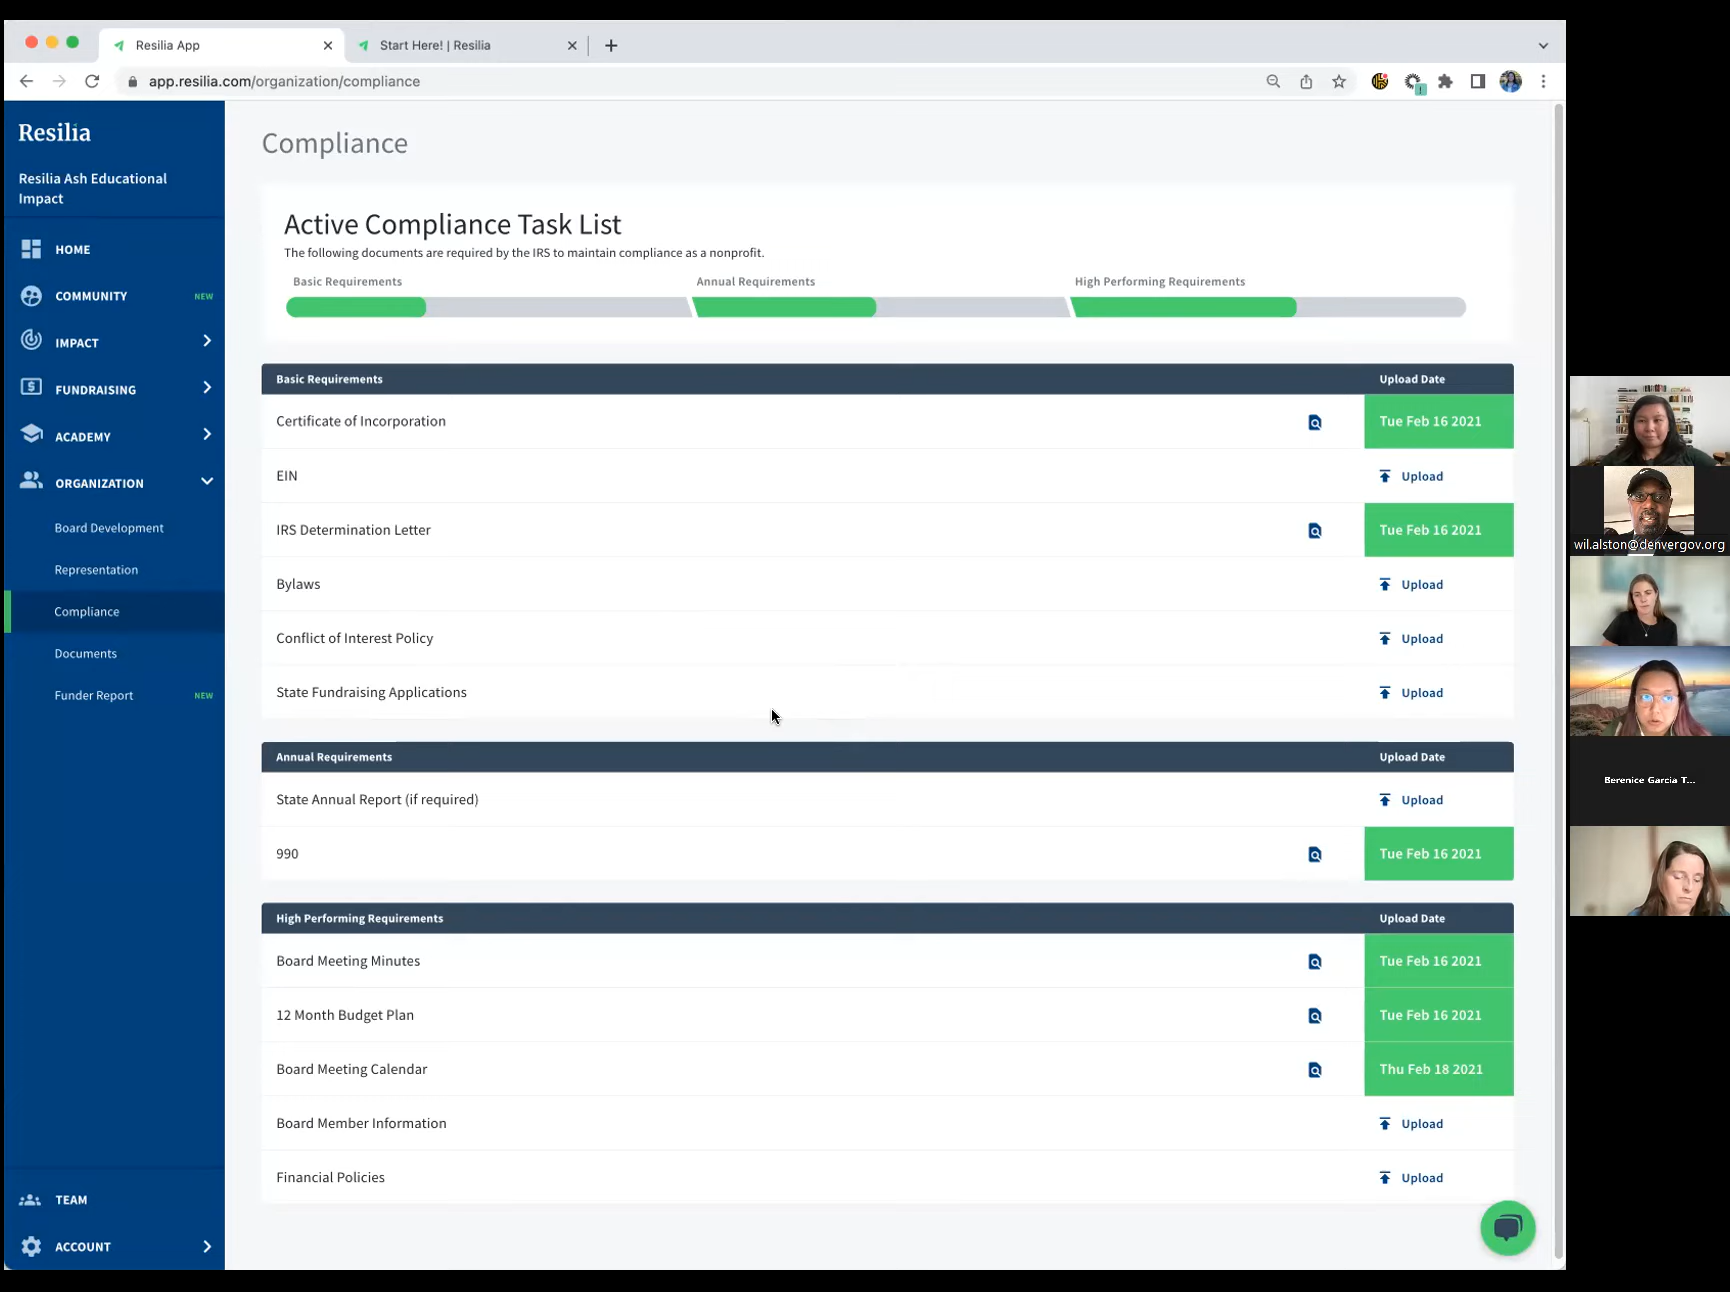 Resilia App
Start Here! | Resilia
app.resilia.com/organization/compliance
Resilia
Resilia Ash Educational
Impact
HOME
COMMUNITY NEW
IMPACT
FUNDRAISING
ACADEMY
ORGANIZATION
Board Development
Representation
Compliance
Documents
Funder Report NEW
TEAM
ACCOUNT
Compliance
Active Compliance Task List
The following documents are required by the IRS to maintain compliance as a nonprofit.
Basic Requirements Annual Requirements High Performing Requirements
Basic Requirements Upload Date
Certificate of Incorporation Tue Feb 16 2021
EIN Upload
IRS Determination Letter Tue Feb 16 2021
Bylaws Upload
Conflict of Interest Policy Upload
State Fundraising Applications Upload
Annual Requirements Upload Date
State Annual Report (if required) Upload
990 Tue Feb 16 2021
High Performing Requirements Upload Date
Board Meeting Minutes Tue Feb 16 2021
12 Month Budget Plan Tue Feb 16 2021
Board Meeting Calendar Thu Feb 18 2021
Board Member Information Upload
Financial Policies Upload
wil.alston@denvergov.org
Berenice Garcia T...